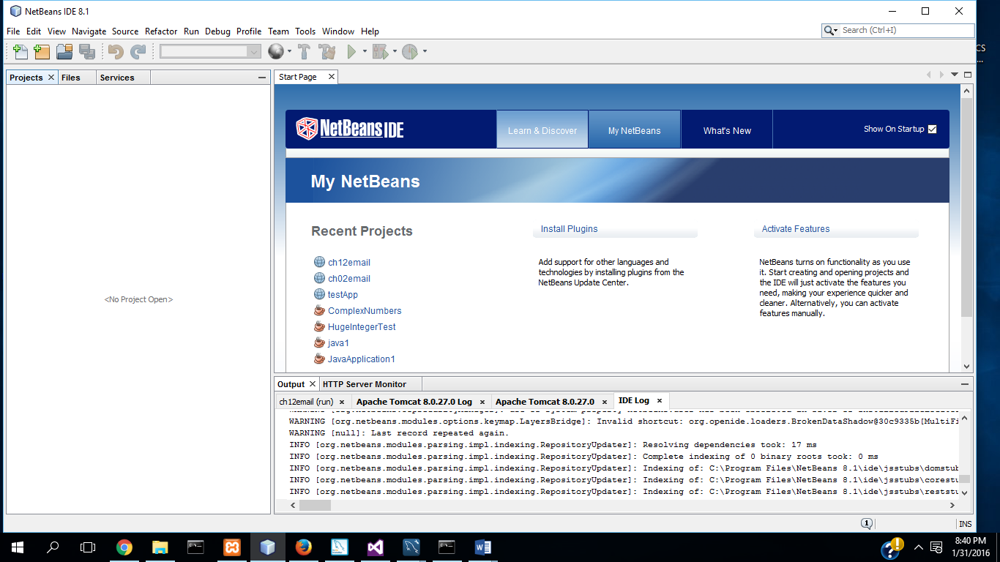 NetBeans IDE 8.1
File Edit View Navigate Source Refactor Run Debug Profile Team Tools Window Help
Search (Ctrl+I)
CS
...
Projects Files Services
Start Page
NetBeans IDE
Learn & Discover
My NetBeans
What's New
Show On Startup
My NetBeans
Recent Projects
ch12email
ch02email
testApp
ComplexNumbers
HugeIntegerTest
java1
JavaApplication1
Install Plugins
Add support for other languages and
technologies by installing plugins from the
NetBeans Update Center.
Activate Features
NetBeans turns on functionality as you use
it. Start creating and opening projects and
the IDE will just activate the features you
need, making your experience quicker and
cleaner. Alternatively, you can activate
features manually.
<No Project Open>
Output HTTP Server Monitor
ch12email (run) Apache Tomcat 8.0.27.0 Log Apache Tomcat 8.0.27.0 IDE Log
WARNING [org.netbeans.modules.options.keymap.LayersBridge]: Invalid shortcut: org.openide.loaders.BrokenDataShadow@30c9335b[MultiFi
WARNING [null]: Last record repeated again.
INFO [org.netbeans.modules.parsing.impl.indexing.RepositoryUpdater]: Resolving dependencies took: 17 ms
INFO [org.netbeans.modules.parsing.impl.indexing.RepositoryUpdater]: Complete indexing of 0 binary roots took: 0 ms
INFO [org.netbeans.modules.parsing.impl.indexing.RepositoryUpdater]: Indexing of: C:\Program Files\NetBeans 8.1\ide\jsstubs\domstub
INFO [org.netbeans.modules.parsing.impl.indexing.RepositoryUpdater]: Indexing of: C:\Program Files\NetBeans 8.1\ide\jsstubs\corestu
INFO [org.netbeans.modules.parsing.impl.indexing.RepositoryUpdater]: Indexing of: C:\Program Files\NetBeans 8.1\ide\jsstubs\reststu
1
INS
8:40 PM
1/31/2016